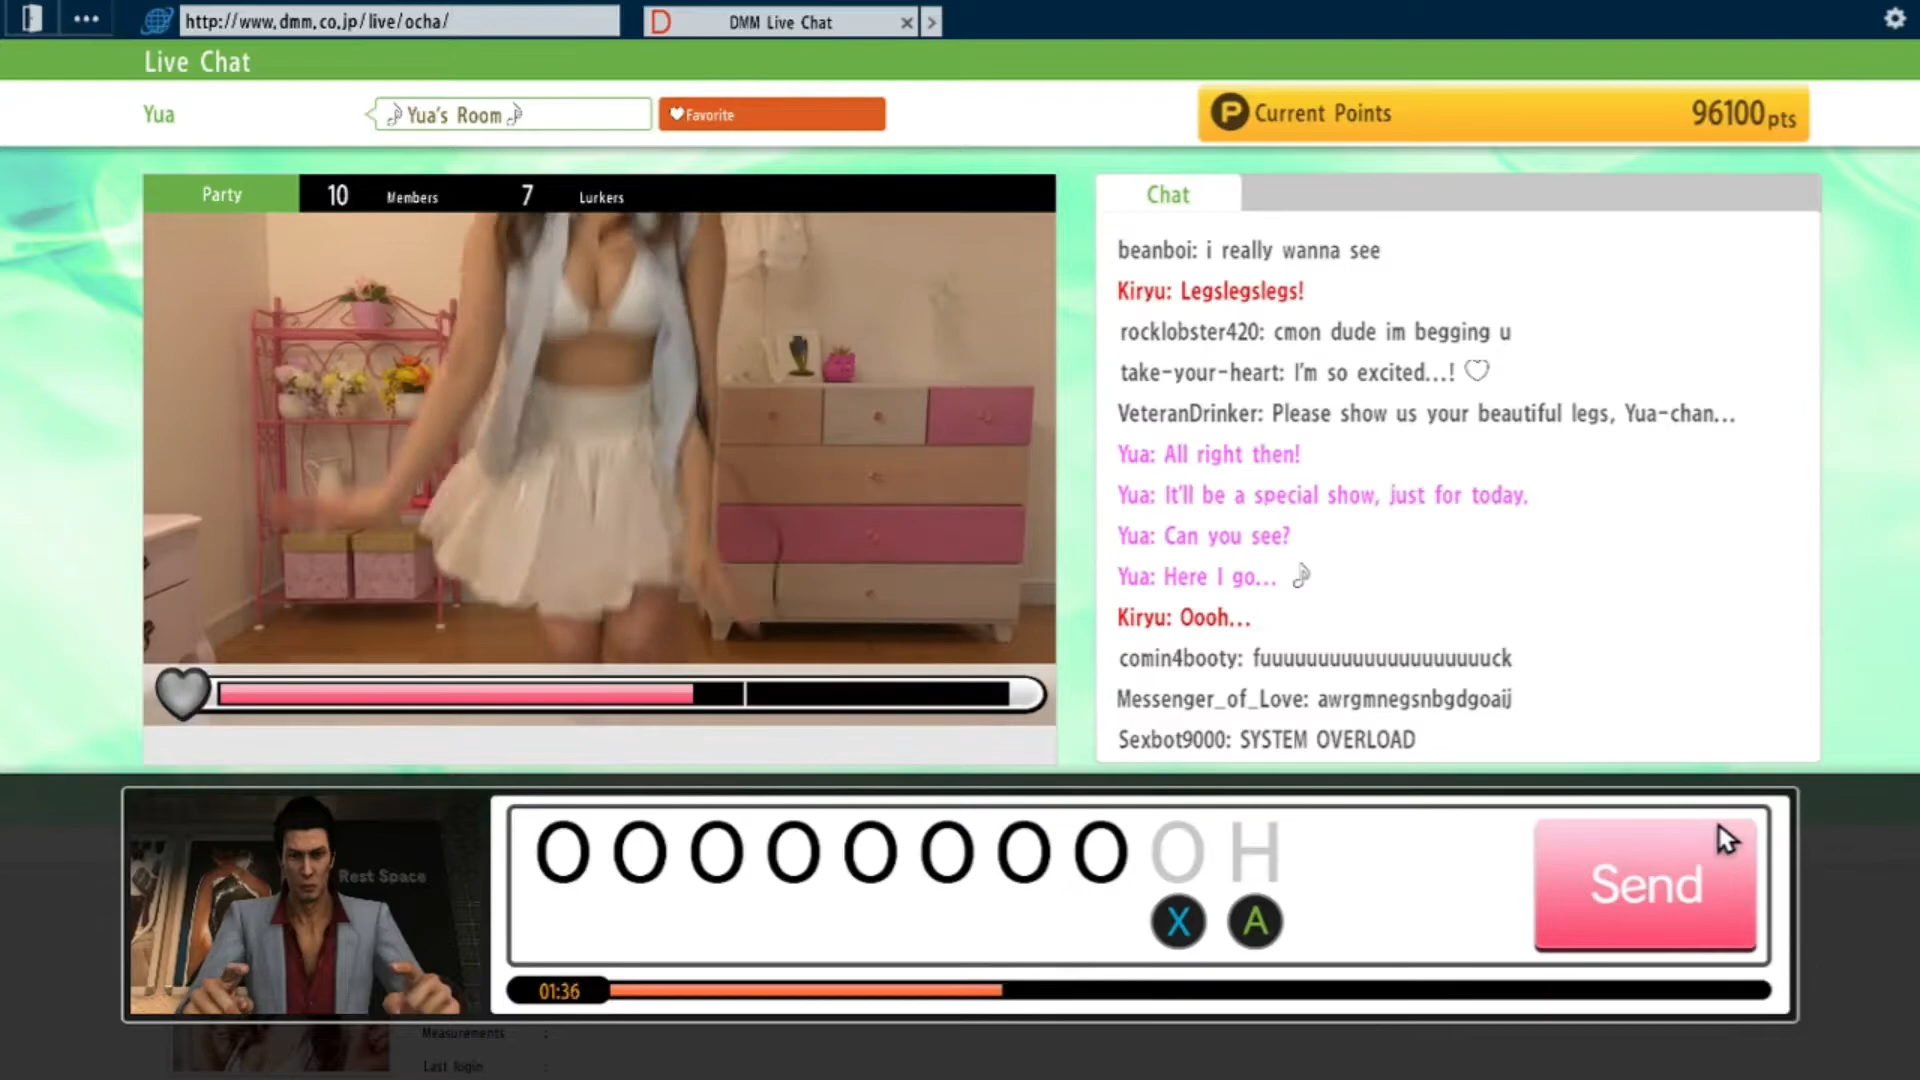 http://www.dmm.co.jp/live/ocha/
D DMM Live Chat
Live Chat
Yua
♪ Yua's Room ♪
Favorite
P Current Points 96100 pts
Party 10 Members 7 Lurkers
Chat
beanboi: i really wanna see
Kiryu: Legslegslegs!
rocklobster420: cmon dude im begging u
take-your-heart: I'm so excited...! ♡
VeteranDrinker: Please show us your beautiful legs, Yua-chan...
Yua: All right then!
Yua: It'll be a special show, just for today.
Yua: Can you see?
Yua: Here I go... ♪
Kiryu: Oooh...
comin4booty: fuuuuuuuuuuuuuuuuuuuuck
Messenger_of_Love: awrgmnegsnbgdgoaij
Sexbot9000: SYSTEM OVERLOAD
Rest Space
OOOOOOOOOH
X A
Send
01:36
Measurements :
Last login :